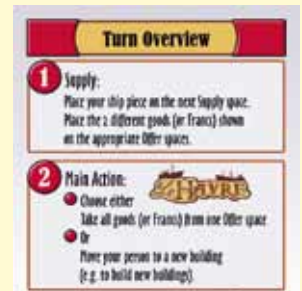 Turn Overview
1 Supply:
Place your ship piece on the next Supply space.
Place the 2 different goods (or Francs) shown
on the appropriate Offer spaces.
2 Main Action:
Le HAVRE
Choose either
Take all goods (or Francs) from one Offer space
Or
Move your person to a new building
(e.g. to build new buildings).